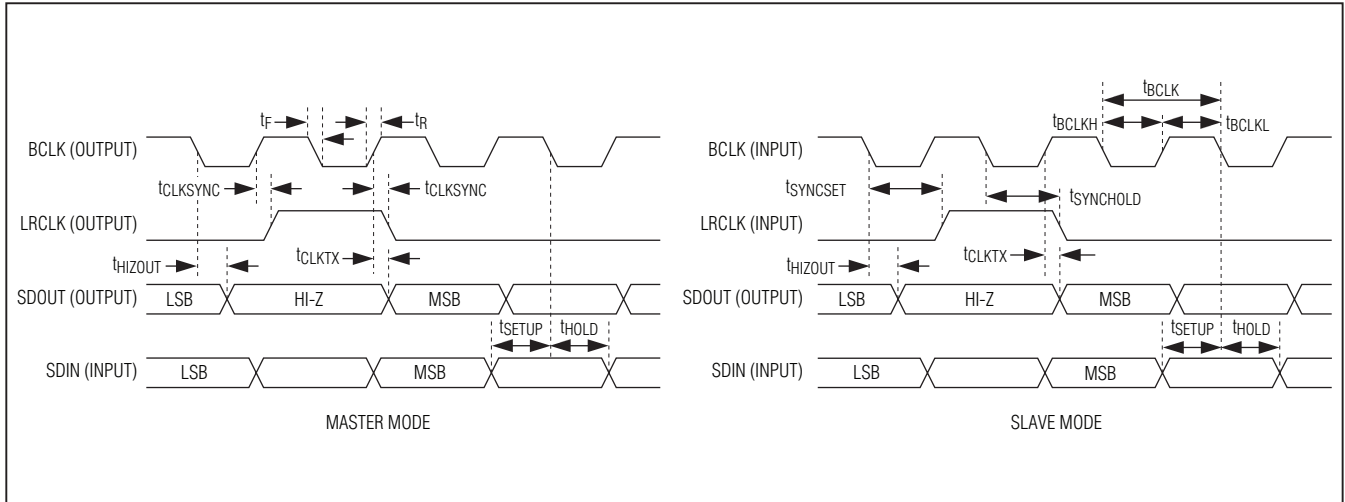 tF
tR
BCLK (OUTPUT)
tCLKSYNC
tCLKSYNC
LRCLK (OUTPUT)
tHIZOUT
tCLKTX
SDOUT (OUTPUT)
LSB
HI-Z
MSB
tSETUP
tHOLD
SDIN (INPUT)
LSB
MSB
MASTER MODE
tBCLK
tBCLKH
tBCLKL
BCLK (INPUT)
tSYNCSET
tSYNCHOLD
LRCLK (INPUT)
tHIZOUT
tCLKTX
SDOUT (OUTPUT)
LSB
HI-Z
MSB
tSETUP
tHOLD
SDIN (INPUT)
LSB
MSB
SLAVE MODE